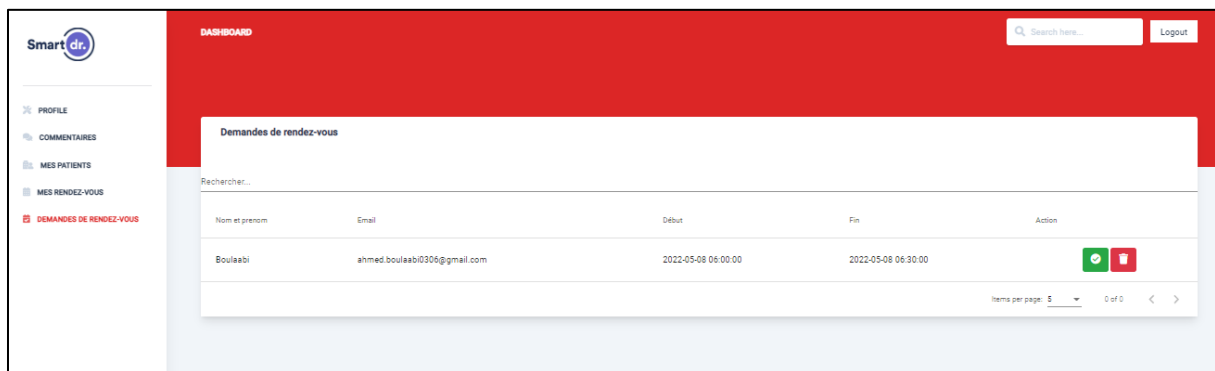 Smart dr.
DASHBOARD
Search here...
Logout
PROFILE
COMMENTAIRES
MES PATIENTS
MES RENDEZ-VOUS
DEMANDES DE RENDEZ-VOUS
Demandes de rendez-vous
Rechercher...
Nom et prenom Email Début Fin Action
Boulaabi ahmed.boulaabi0306@gmail.com 2022-05-08 06:00:00 2022-05-08 06:30:00
Items per page: 5 0 of 0